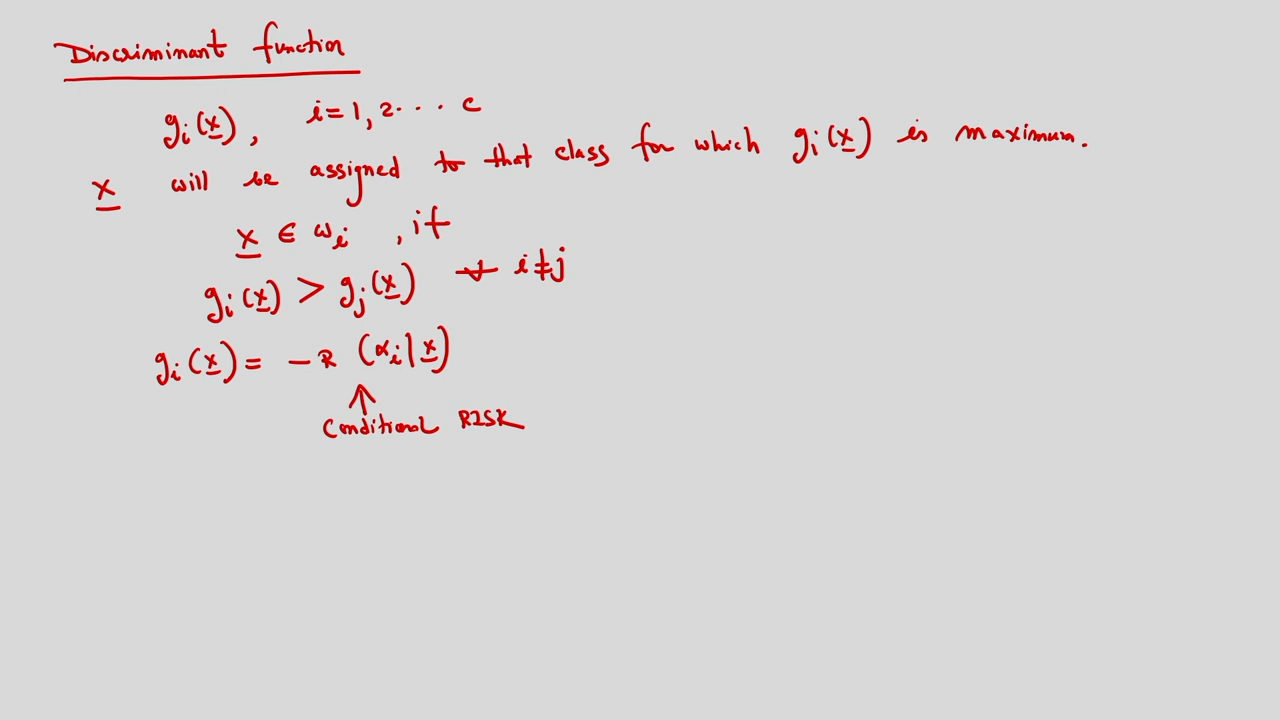 Discriminant function
gi(x), i=1,2... c
x will be assigned to that class for which gi(x) is maximum.
x ∈ ωi , if
gi(x) > gj(x) ∀ i≠j
gi(x) = -R (αi|x)
↑
Conditional RISK